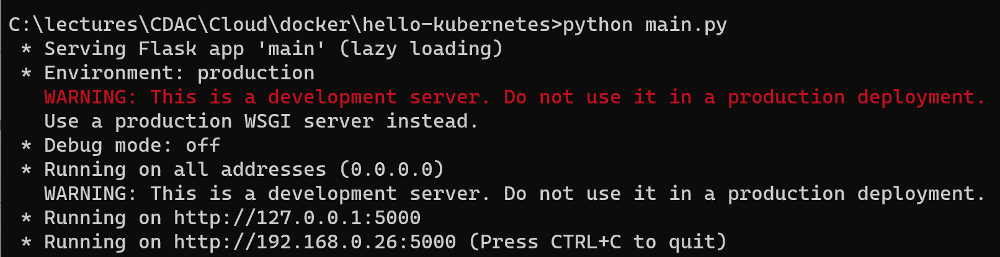 C:\lectures\CDAC\Cloud\docker\hello-kubernetes>python main.py
* Serving Flask app 'main' (lazy loading)
* Environment: production
WARNING: This is a development server. Do not use it in a production deployment.
Use a production WSGI server instead.
* Debug mode: off
* Running on all addresses (0.0.0.0)
WARNING: This is a development server. Do not use it in a production deployment.
* Running on http://127.0.0.1:5000
* Running on http://192.168.0.26:5000 (Press CTRL+C to quit)